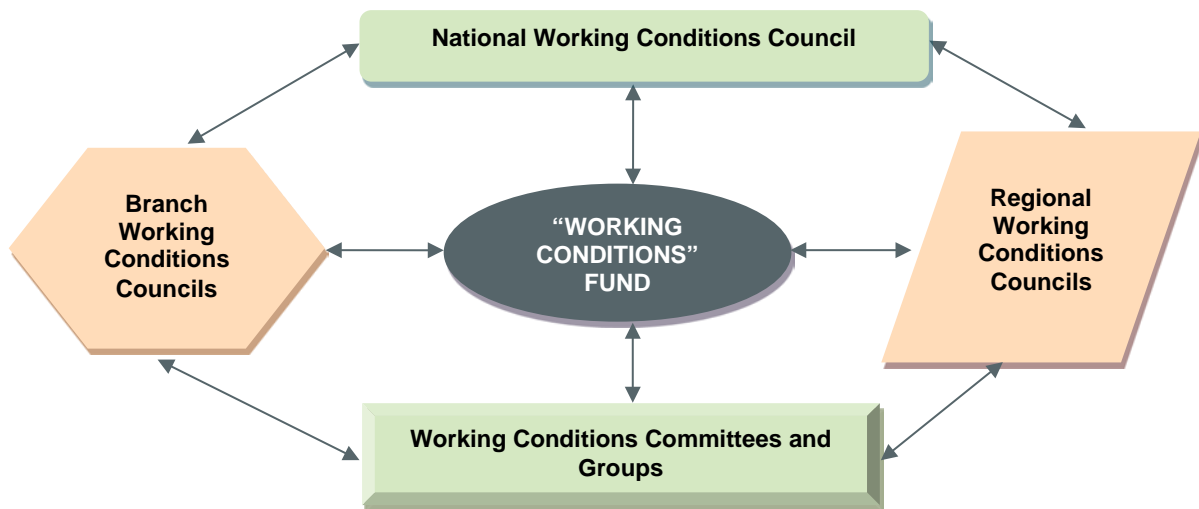 National Working Conditions Council
Branch
Working
Conditions
Councils
“WORKING
CONDITIONS”
FUND
Regional
Working
Conditions
Councils
Working Conditions Committees and
Groups